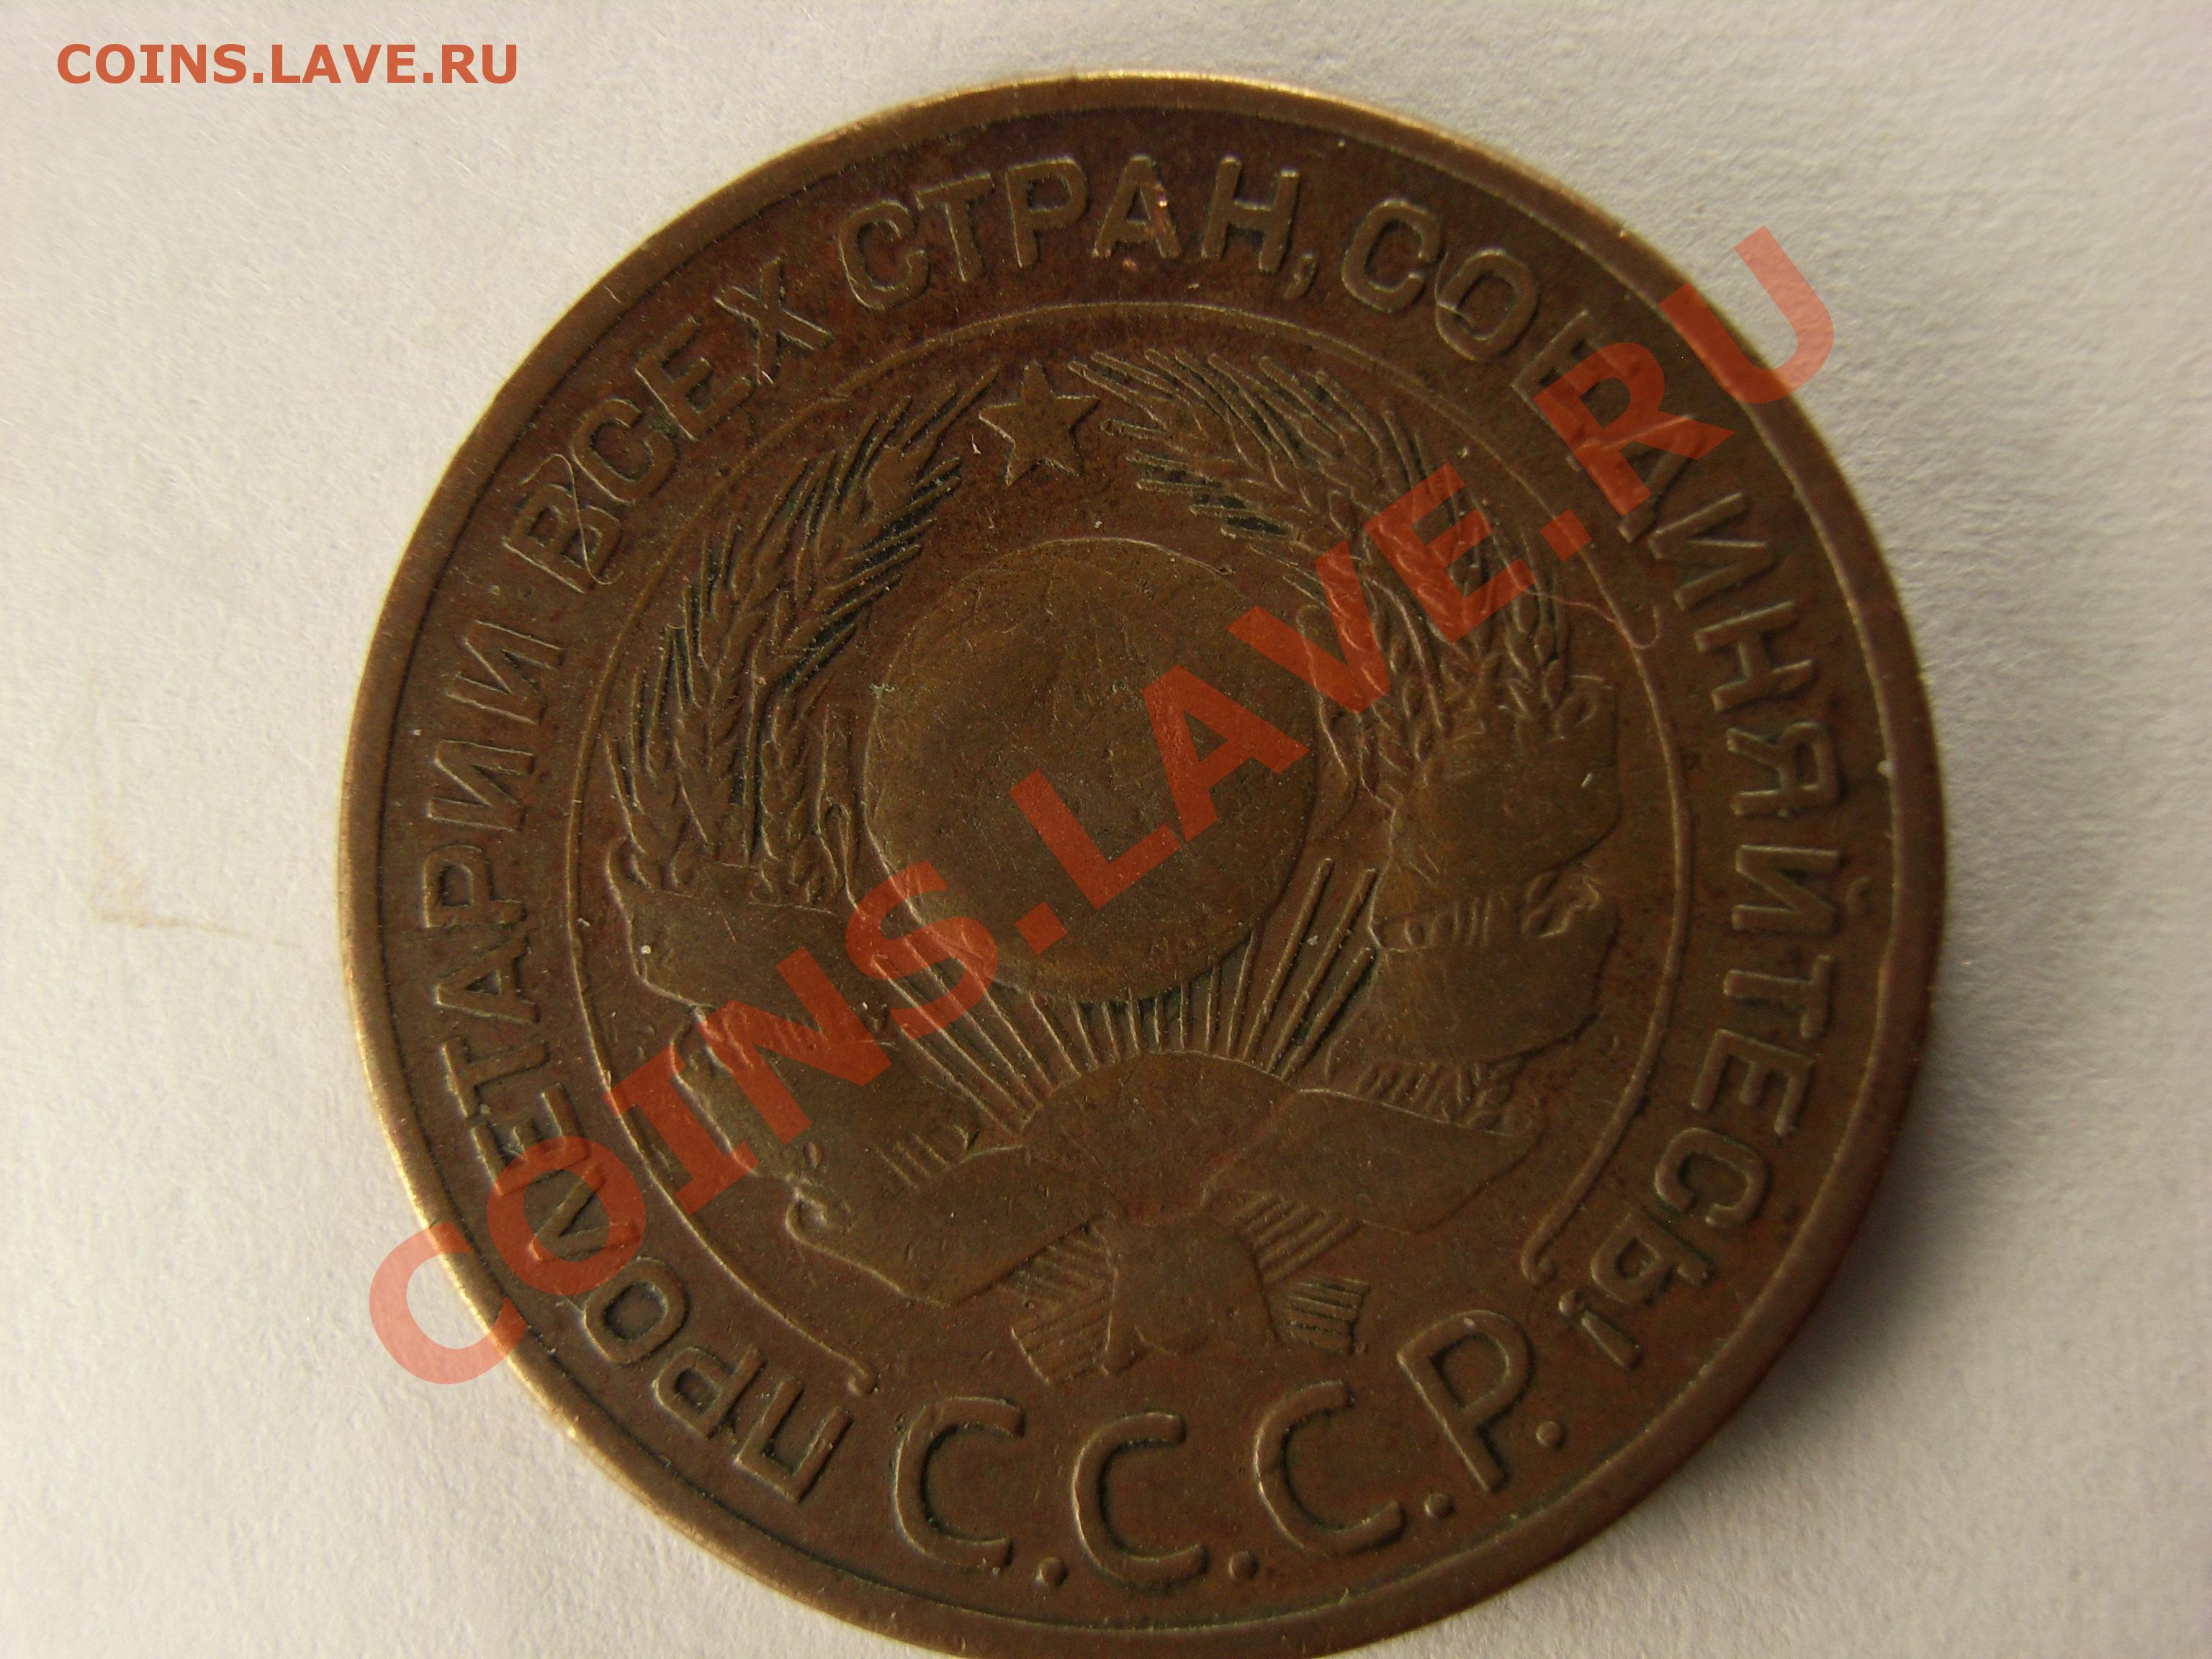 COINS.LAVE.RU
ПРОЛЕТАРИИ ВСЕХ СТРАН, СОЕДИНЯЙТЕСЬ!
С.С.С.Р.
COINS.LAVE.RU